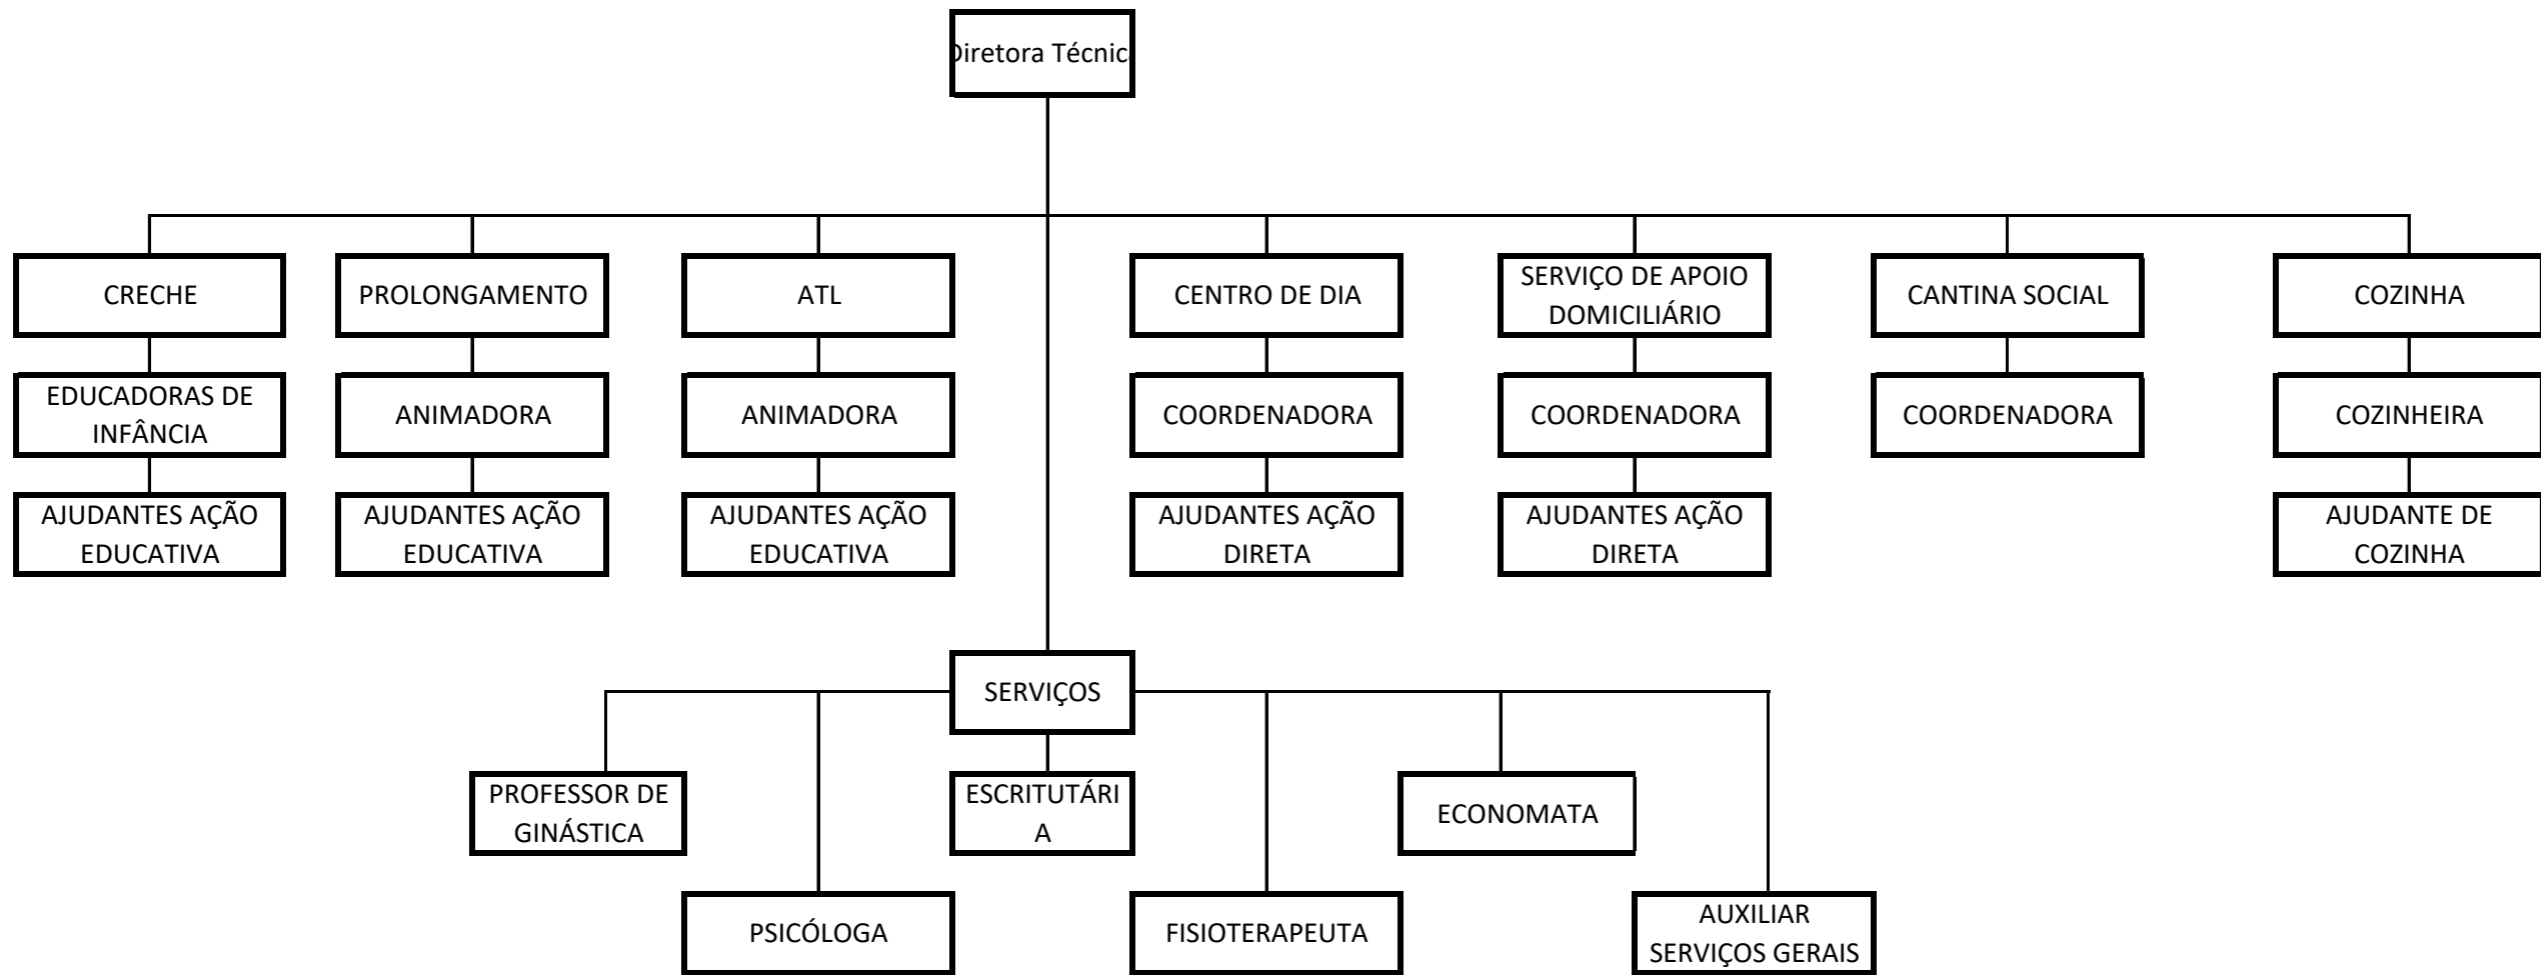 Diretora Técnic
CRECHE
PROLONGAMENTO
ATL
CENTRO DE DIA
SERVIÇO DE APOIO
DOMICILIÁRIO
CANTINA SOCIAL
COZINHA
EDUCADORAS DE
INFÂNCIA
ANIMADORA
ANIMADORA
COORDENADORA
COORDENADORA
COORDENADORA
COZINHEIRA
AJUDANTES AÇÃO
EDUCATIVA
AJUDANTES AÇÃO
EDUCATIVA
AJUDANTES AÇÃO
EDUCATIVA
AJUDANTES AÇÃO
DIRETA
AJUDANTES AÇÃO
DIRETA
AJUDANTE DE
COZINHA
SERVIÇOS
PROFESSOR DE
GINÁSTICA
ESCRITUTÁRI
A
ECONOMATA
PSICÓLOGA
FISIOTERAPEUTA
AUXILIAR
SERVIÇOS GERAIS